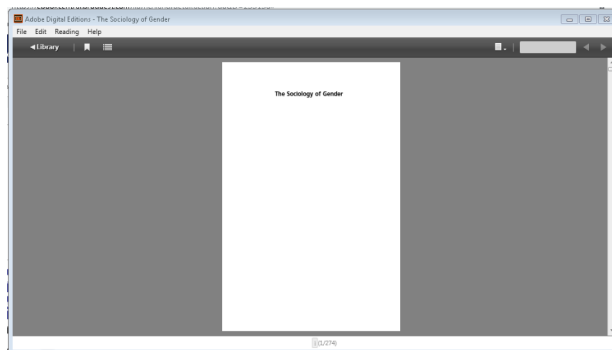 Adobe Digital Editions - The Sociology of Gender
File Edit Reading Help
Library
The Sociology of Gender
(1/274)